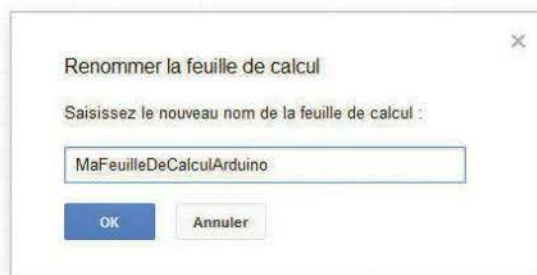 Renommer la feuille de calcul
Saisissez le nouveau nom de la feuille de calcul :
MaFeuilleDeCalculArduino
OK
Annuler